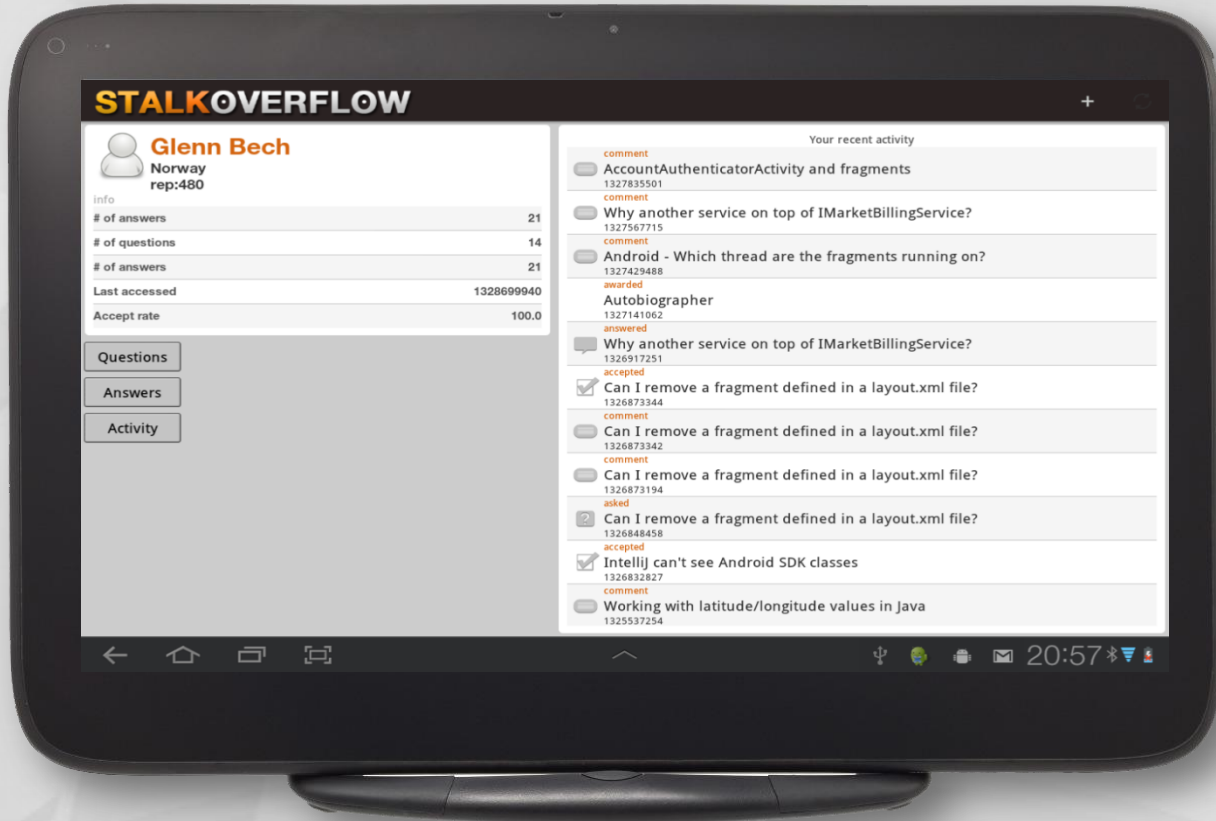 STALKOVERFLOW
+
Glenn Bech
Norway
rep:480
info
# of answers 21
# of questions 14
# of answers 21
Last accessed 1328699940
Accept rate 100.0
Questions
Answers
Activity
Your recent activity
comment
AccountAuthenticatorActivity and fragments
1327835501
comment
Why another service on top of IMarketBillingService?
1327567715
comment
Android - Which thread are the fragments running on?
1327429488
awarded
Autobiographer
1327141062
answered
Why another service on top of IMarketBillingService?
1326917251
accepted
Can I remove a fragment defined in a layout.xml file?
1326873344
comment
Can I remove a fragment defined in a layout.xml file?
1326873342
comment
Can I remove a fragment defined in a layout.xml file?
1326873194
asked
Can I remove a fragment defined in a layout.xml file?
1326848458
accepted
IntelliJ can't see Android SDK classes
1326832827
comment
Working with latitude/longitude values in Java
1325537254
20:57